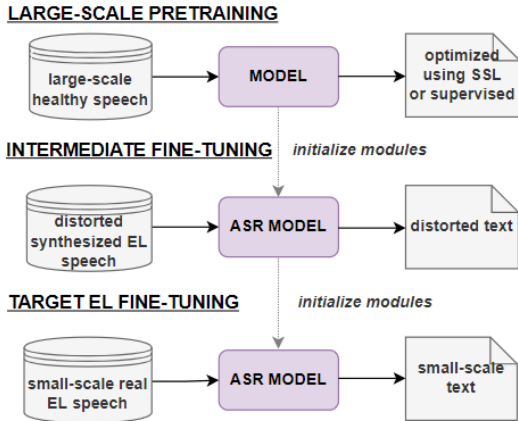 LARGE-SCALE PRETRAINING
large-scale
healthy speech
MODEL
optimized
using SSL
or supervised
INTERMEDIATE FINE-TUNING
initialize modules
distorted
synthesized EL
speech
ASR MODEL
distorted text
TARGET EL FINE-TUNING
initialize modules
small-scale real
EL speech
ASR MODEL
small-scale
text